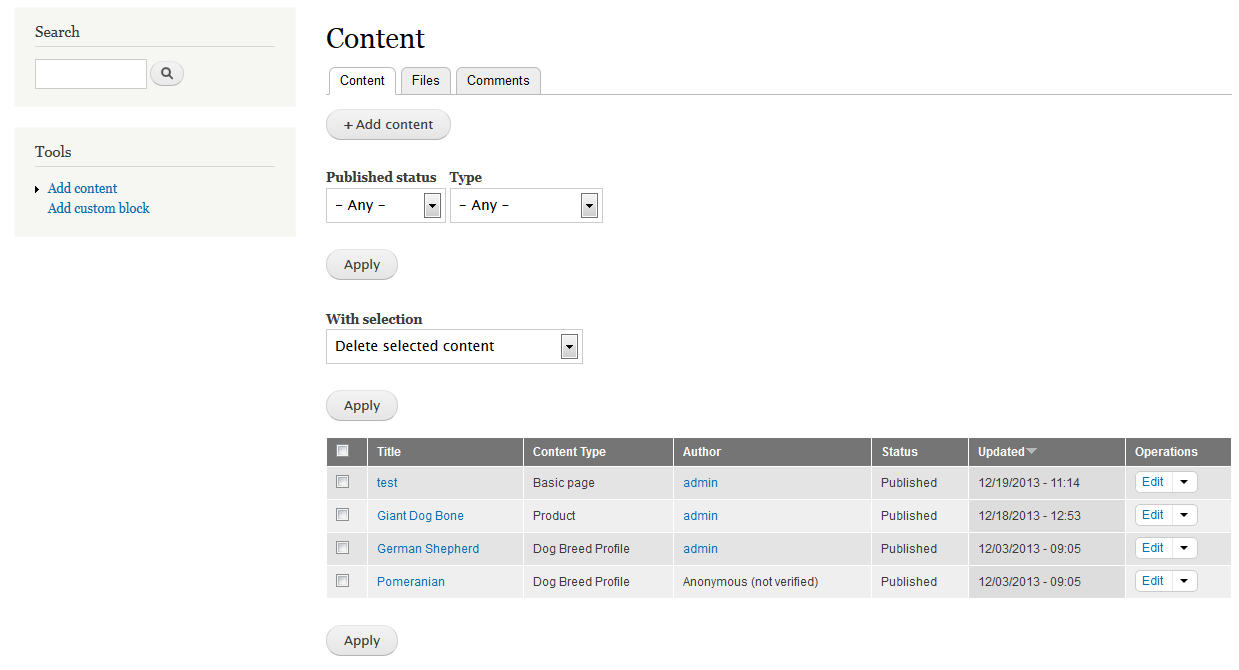 Search
Tools
Add content
Add custom block
Content
Content Files Comments
+ Add content
Published status Type
- Any - - Any -
Apply
With selection
Delete selected content
Apply
Title Content Type Author Status Updated Operations
test Basic page admin Published 12/19/2013 - 11:14 Edit
Giant Dog Bone Product admin Published 12/18/2013 - 12:53 Edit
German Shepherd Dog Breed Profile admin Published 12/03/2013 - 09:05 Edit
Pomeranian Dog Breed Profile Anonymous (not verified) Published 12/03/2013 - 09:05 Edit
Apply